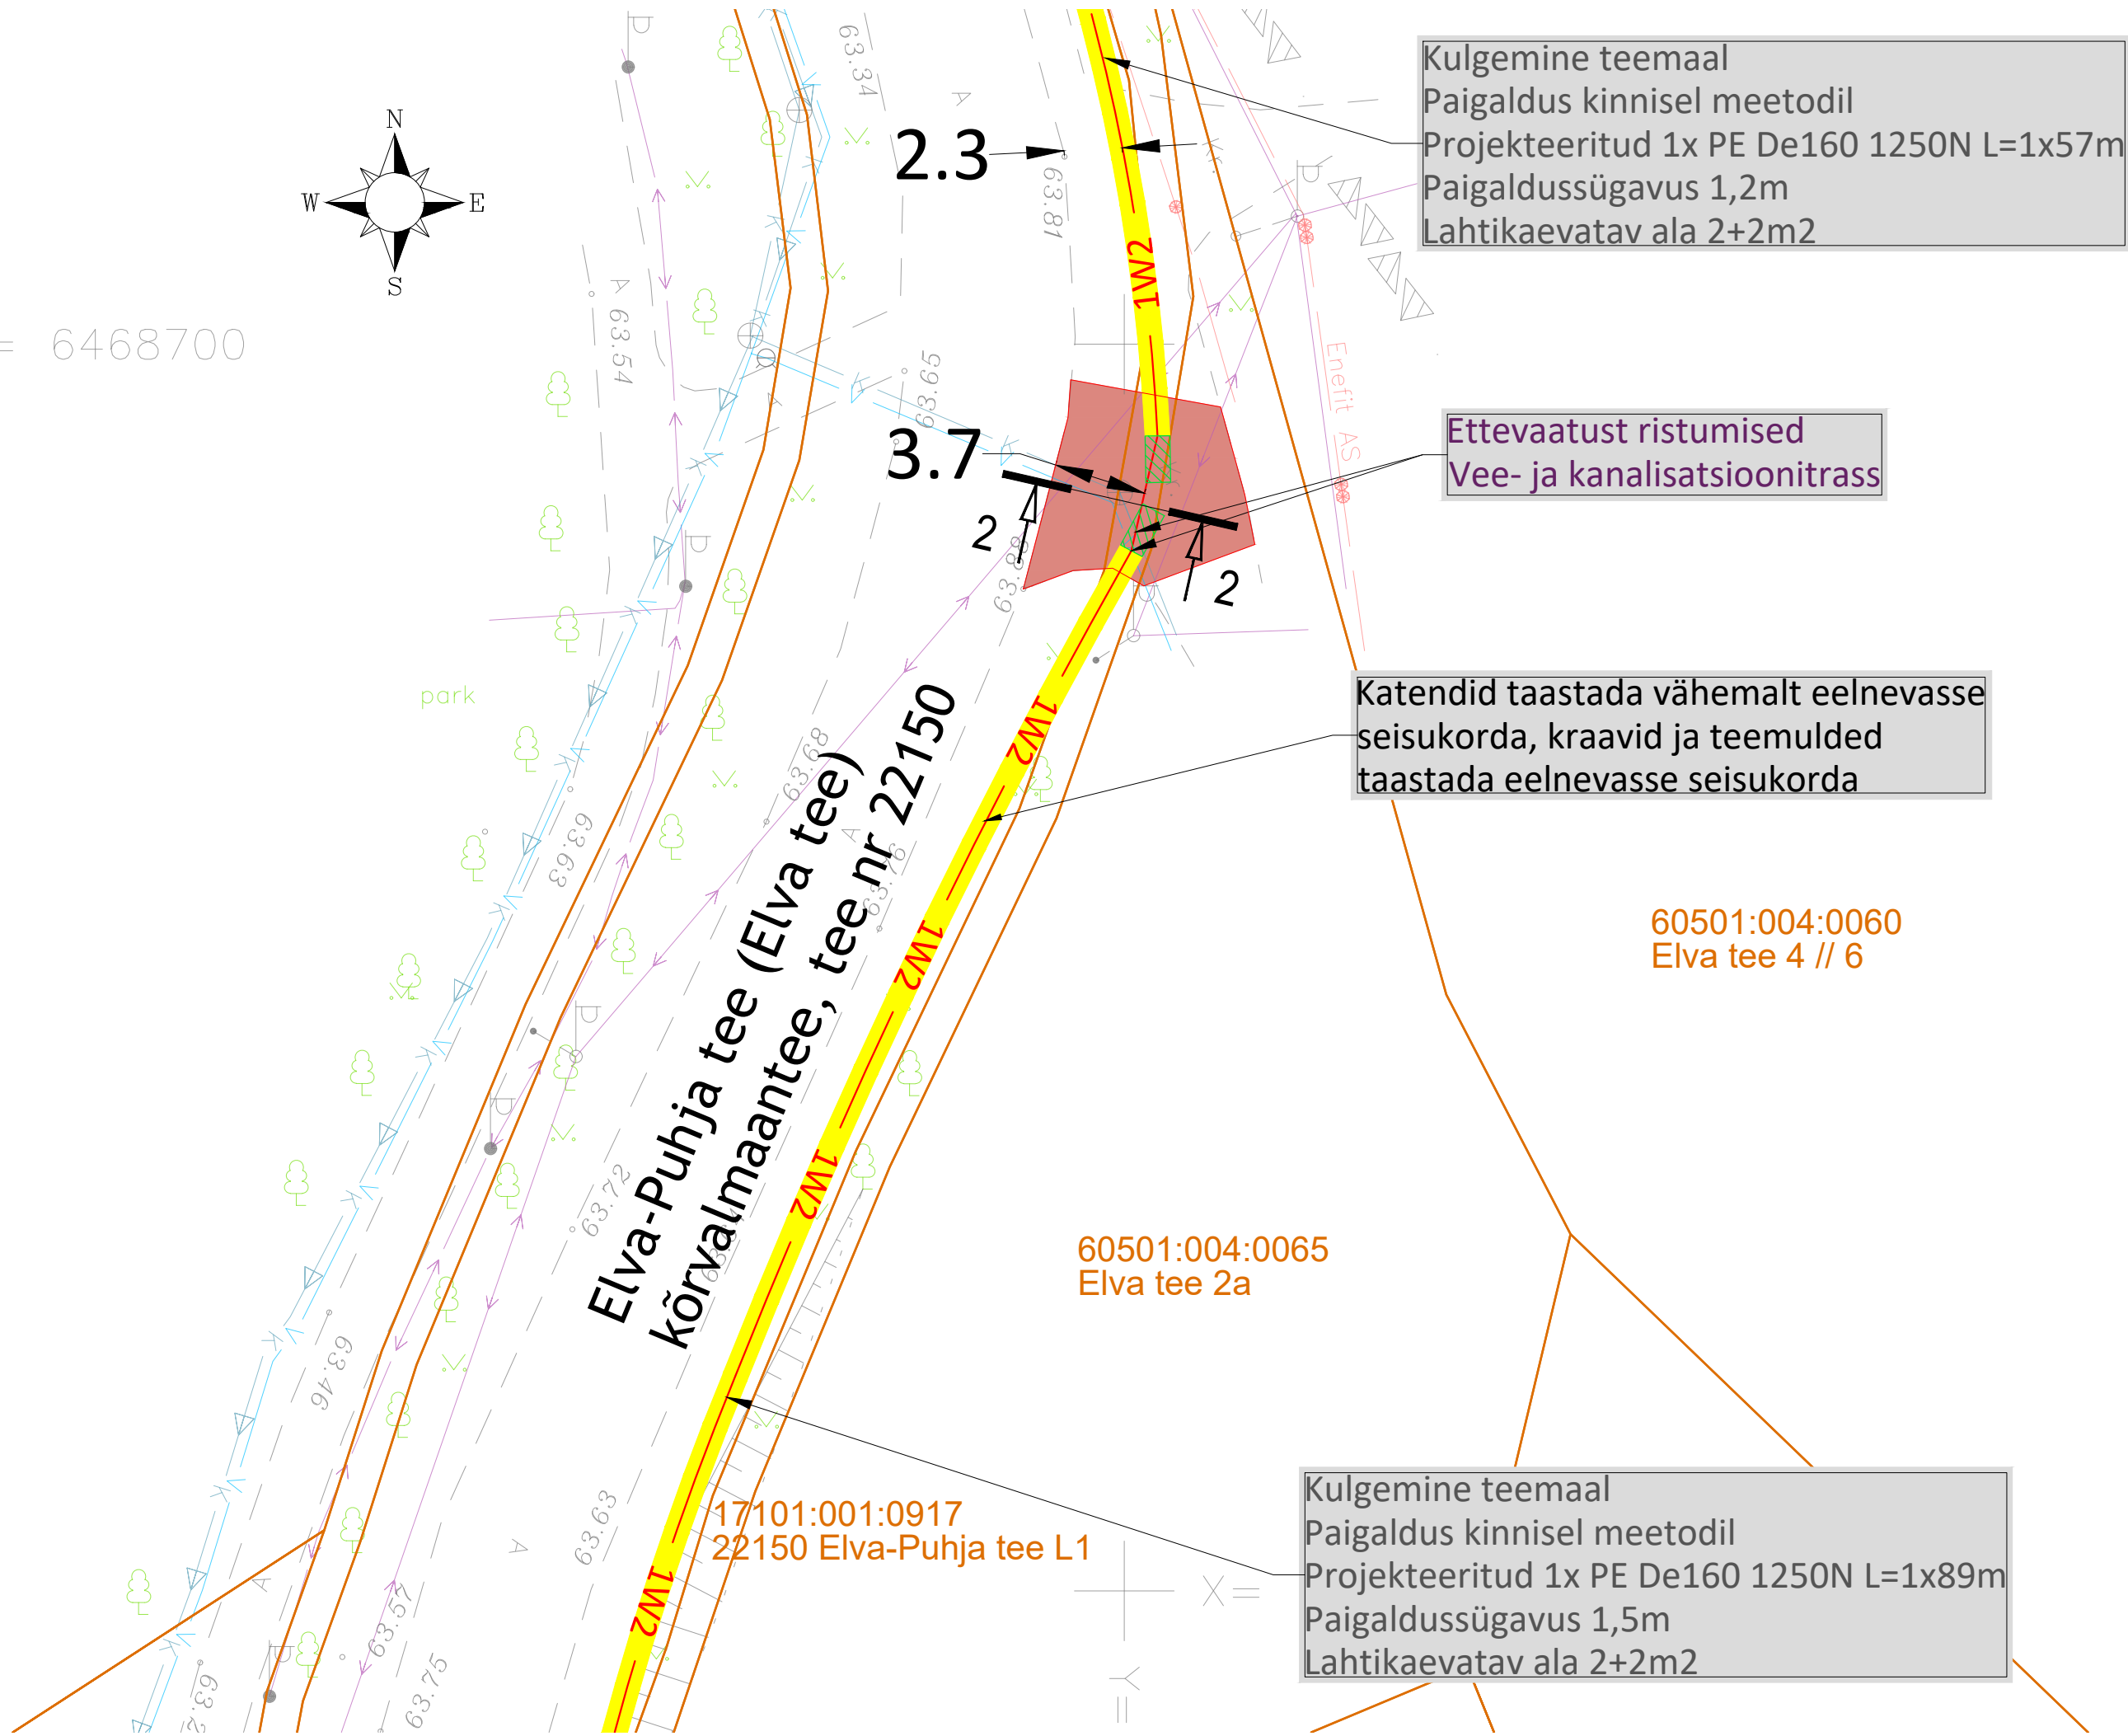 Kulgemine teemaal
Paigaldus kinnisel meetodil
Projekteeritud 1x PE De160 1250N L=1x57m
Paigaldussügavus 1,2m
Lahtikaevatav ala 2+2m2
N
W
E
S
= 6468700
63.34
A
2.3
63.81
1W2
A
63.54
63.65
Enefit AS
3.7
Ettevaatust ristumised
Vee- ja kanalisatsioonitrass
2
2
63.88
Katendid taastada vähemalt eelnevasse
seisukorda, kraavid ja teemulded
taastada eelnevasse seisukorda
park
63.68
1W2
63.63
A
63.76
Elva-Puhja tee (Elva tee)
kõrvalmaantee, tee nr 22150
1W2
60501:004:0060
Elva tee 4 // 6
63.72
1W2
60501:004:0065
Elva tee 2a
63.46
Kulgemine teemaal
Paigaldus kinnisel meetodil
Projekteeritud 1x PE De160 1250N L=1x89m
Paigaldussügavus 1,5m
Lahtikaevatav ala 2+2m2
17101:001:0917
22150 Elva-Puhja tee L1
63.63
A
A
1W2
X=
63.57
63.75
Y=